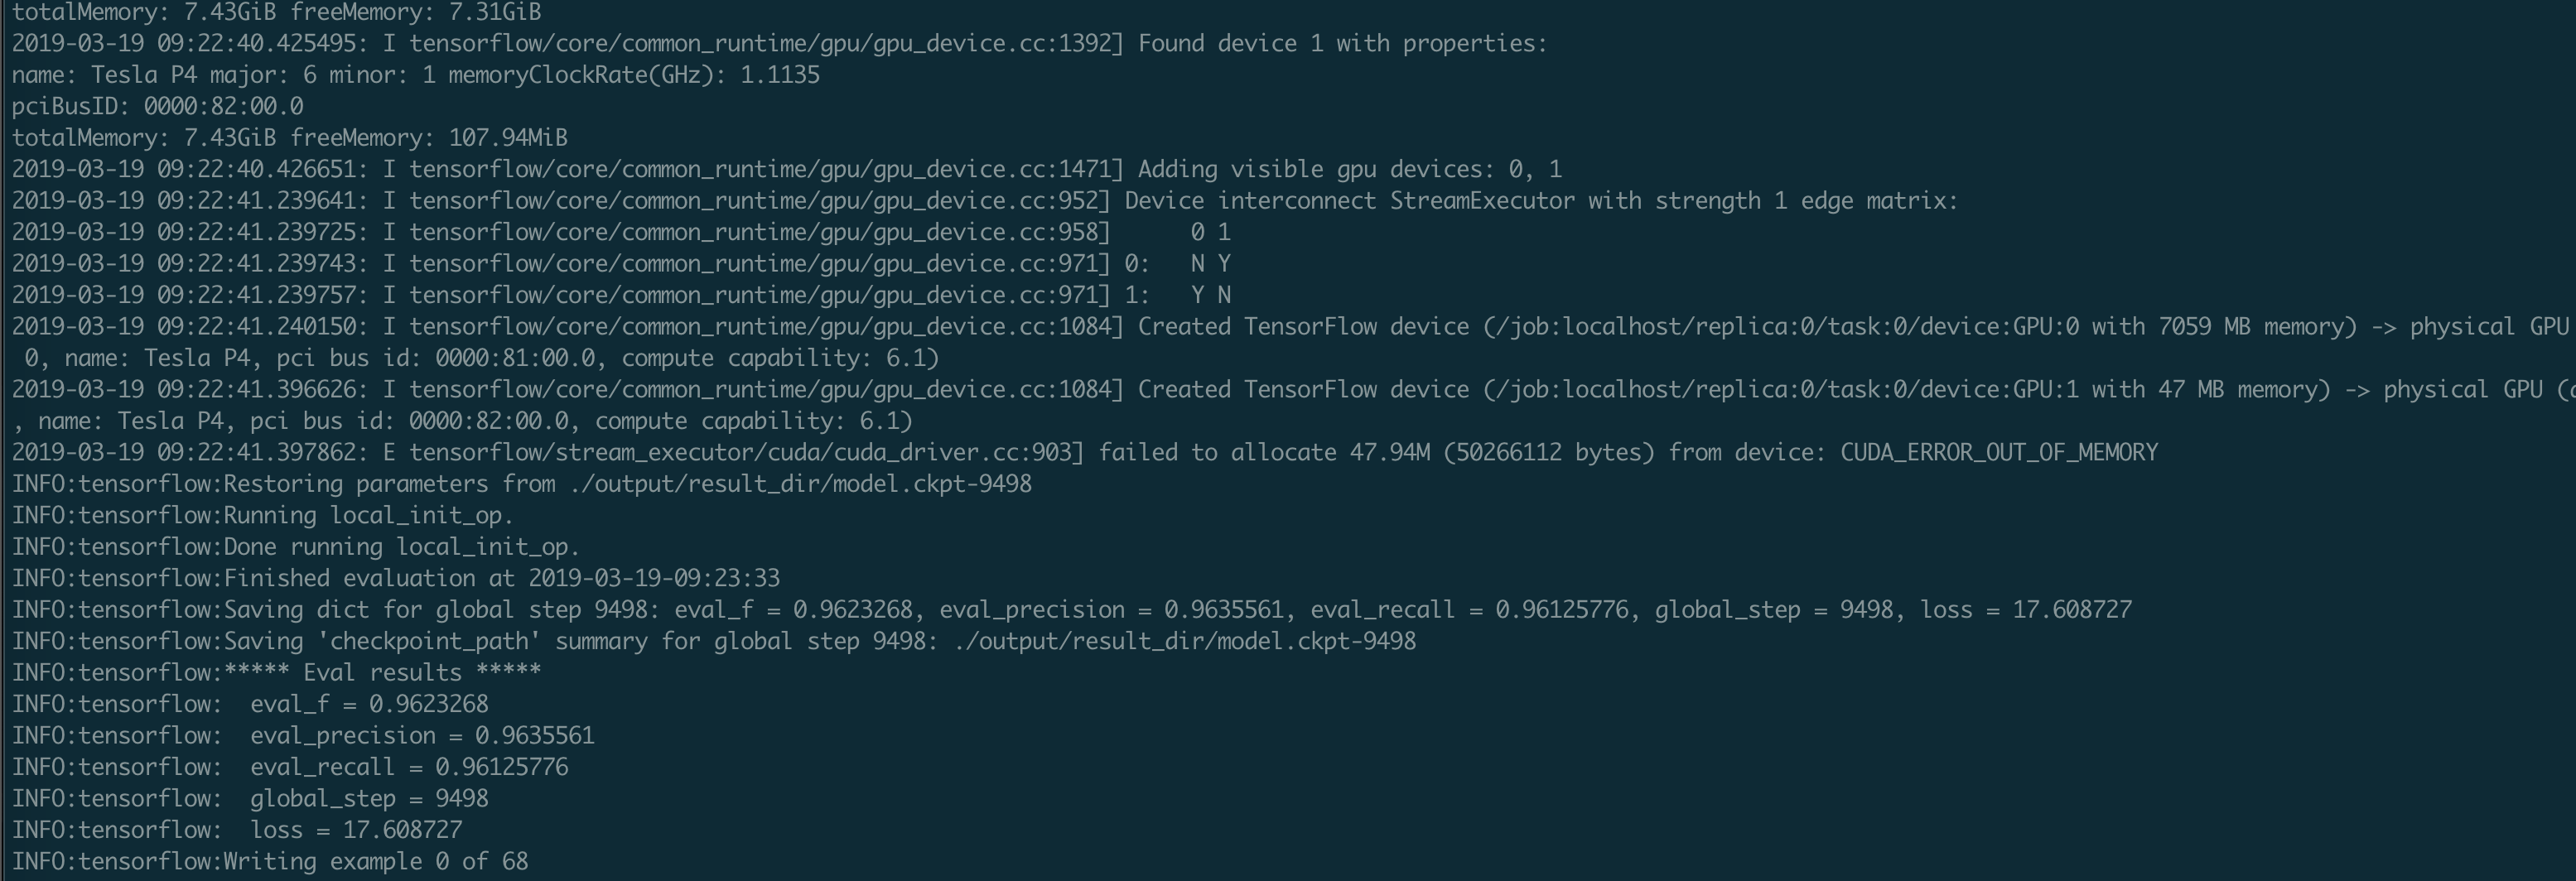 totalMemory: 7.43GiB freeMemory: 7.31GiB
2019-03-19 09:22:40.425495: I tensorflow/core/common_runtime/gpu/gpu_device.cc:1392] Found device 1 with properties:
name: Tesla P4 major: 6 minor: 1 memoryClockRate(GHz): 1.1135
pciBusID: 0000:82:00.0
totalMemory: 7.43GiB freeMemory: 107.94MiB
2019-03-19 09:22:40.426651: I tensorflow/core/common_runtime/gpu/gpu_device.cc:1471] Adding visible gpu devices: 0, 1
2019-03-19 09:22:41.239641: I tensorflow/core/common_runtime/gpu/gpu_device.cc:952] Device interconnect StreamExecutor with strength 1 edge matrix:
2019-03-19 09:22:41.239725: I tensorflow/core/common_runtime/gpu/gpu_device.cc:958]      0 1
2019-03-19 09:22:41.239743: I tensorflow/core/common_runtime/gpu/gpu_device.cc:971] 0:   N Y
2019-03-19 09:22:41.239757: I tensorflow/core/common_runtime/gpu/gpu_device.cc:971] 1:   Y N
2019-03-19 09:22:41.240150: I tensorflow/core/common_runtime/gpu/gpu_device.cc:1084] Created TensorFlow device (/job:localhost/replica:0/task:0/device:GPU:0 with 7059 MB memory) -> physical GPU
 0, name: Tesla P4, pci bus id: 0000:81:00.0, compute capability: 6.1)
2019-03-19 09:22:41.396626: I tensorflow/core/common_runtime/gpu/gpu_device.cc:1084] Created TensorFlow device (/job:localhost/replica:0/task:0/device:GPU:1 with 47 MB memory) -> physical GPU
, name: Tesla P4, pci bus id: 0000:82:00.0, compute capability: 6.1)
2019-03-19 09:22:41.397862: E tensorflow/stream_executor/cuda/cuda_driver.cc:903] failed to allocate 47.94M (50266112 bytes) from device: CUDA_ERROR_OUT_OF_MEMORY
INFO:tensorflow:Restoring parameters from ./output/result_dir/model.ckpt-9498
INFO:tensorflow:Running local_init_op.
INFO:tensorflow:Done running local_init_op.
INFO:tensorflow:Finished evaluation at 2019-03-19-09:23:33
INFO:tensorflow:Saving dict for global step 9498: eval_f = 0.9623268, eval_precision = 0.9635561, eval_recall = 0.96125776, global_step = 9498, loss = 17.608727
INFO:tensorflow:Saving 'checkpoint_path' summary for global step 9498: ./output/result_dir/model.ckpt-9498
INFO:tensorflow:***** Eval results *****
INFO:tensorflow:  eval_f = 0.9623268
INFO:tensorflow:  eval_precision = 0.9635561
INFO:tensorflow:  eval_recall = 0.96125776
INFO:tensorflow:  global_step = 9498
INFO:tensorflow:  loss = 17.608727
INFO:tensorflow:Writing example 0 of 68